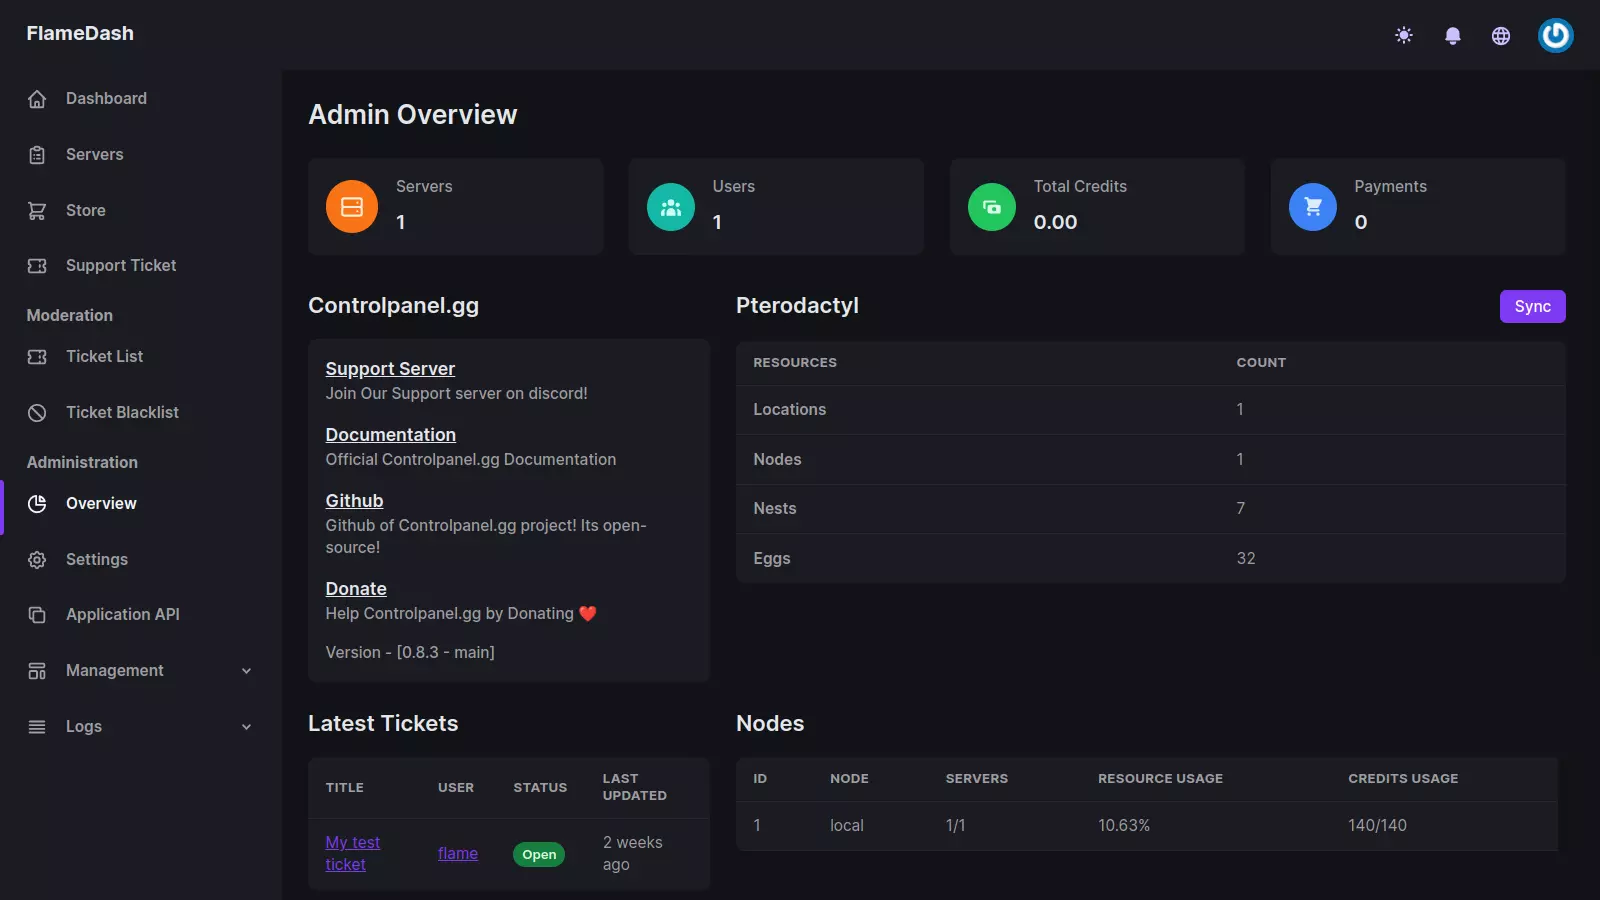 FlameDash
Dashboard
Servers
Store
Support Ticket
Moderation
Ticket List
Ticket Blacklist
Administration
Overview
Settings
Application API
Management
Logs
Admin Overview
Servers
1
Users
1
Total Credits
0.00
Payments
0
Controlpanel.gg
Support Server
Join Our Support server on discord!
Documentation
Official Controlpanel.gg Documentation
Github
Github of Controlpanel.gg project! Its open-
source!
Donate
Help Controlpanel.gg by Donating ❤️
Version - [0.8.3 - main]
Pterodactyl
Sync
RESOURCES COUNT
Locations 1
Nodes 1
Nests 7
Eggs 32
Latest Tickets
TITLE USER STATUS LAST
UPDATED
My test
ticket
flame
Open
2 weeks
ago
Nodes
ID NODE SERVERS RESOURCE USAGE CREDITS USAGE
1 local 1/1 10.63% 140/140